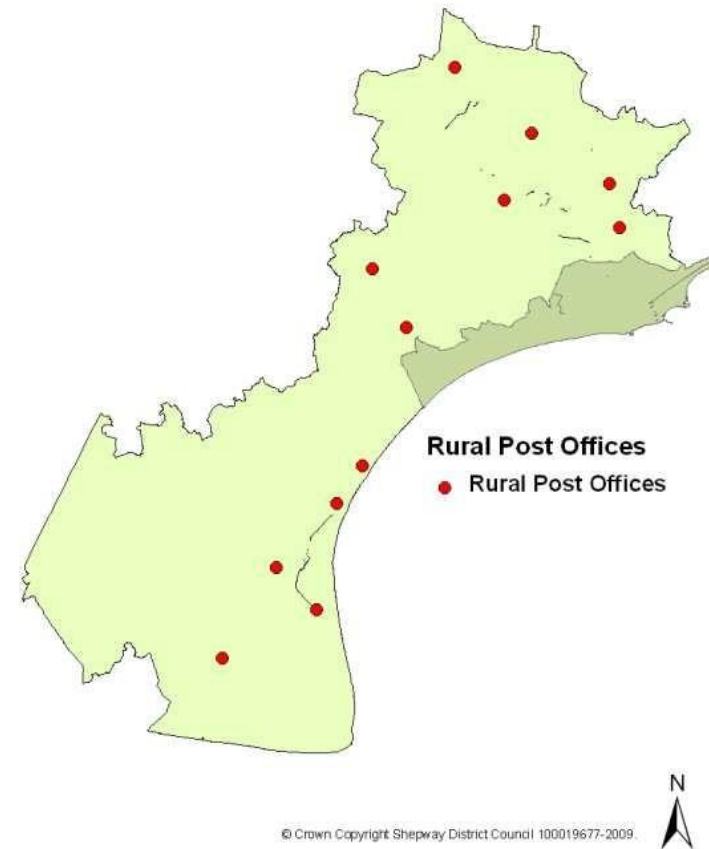 Rural Post Offices
Rural Post Offices
N
© Crown Copyright Shepway District Council 100019677-2009.